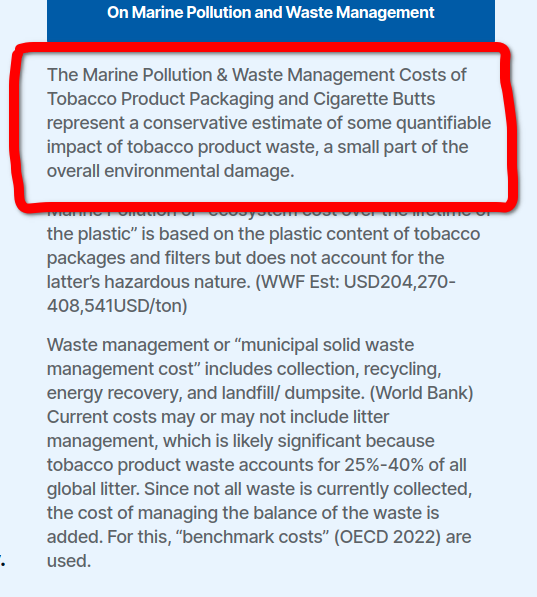 On Marine Pollution and Waste Management
The Marine Pollution & Waste Management Costs of
Tobacco Product Packaging and Cigarette Butts
represent a conservative estimate of some quantifiable
impact of tobacco product waste, a small part of the
overall environmental damage.
Marine Pollution or “ecosystem cost over the lifetime of
the plastic” is based on the plastic content of tobacco
packages and filters but does not account for the
latter’s hazardous nature. (WWF Est: USD204,270-
408,541USD/ton)
Waste management or “municipal solid waste
management cost” includes collection, recycling,
energy recovery, and landfill/ dumpsite. (World Bank)
Current costs may or may not include litter
management, which is likely significant because
tobacco product waste accounts for 25%-40% of all
global litter. Since not all waste is currently collected,
the cost of managing the balance of the waste is
added. For this, “benchmark costs” (OECD 2022) are
used.